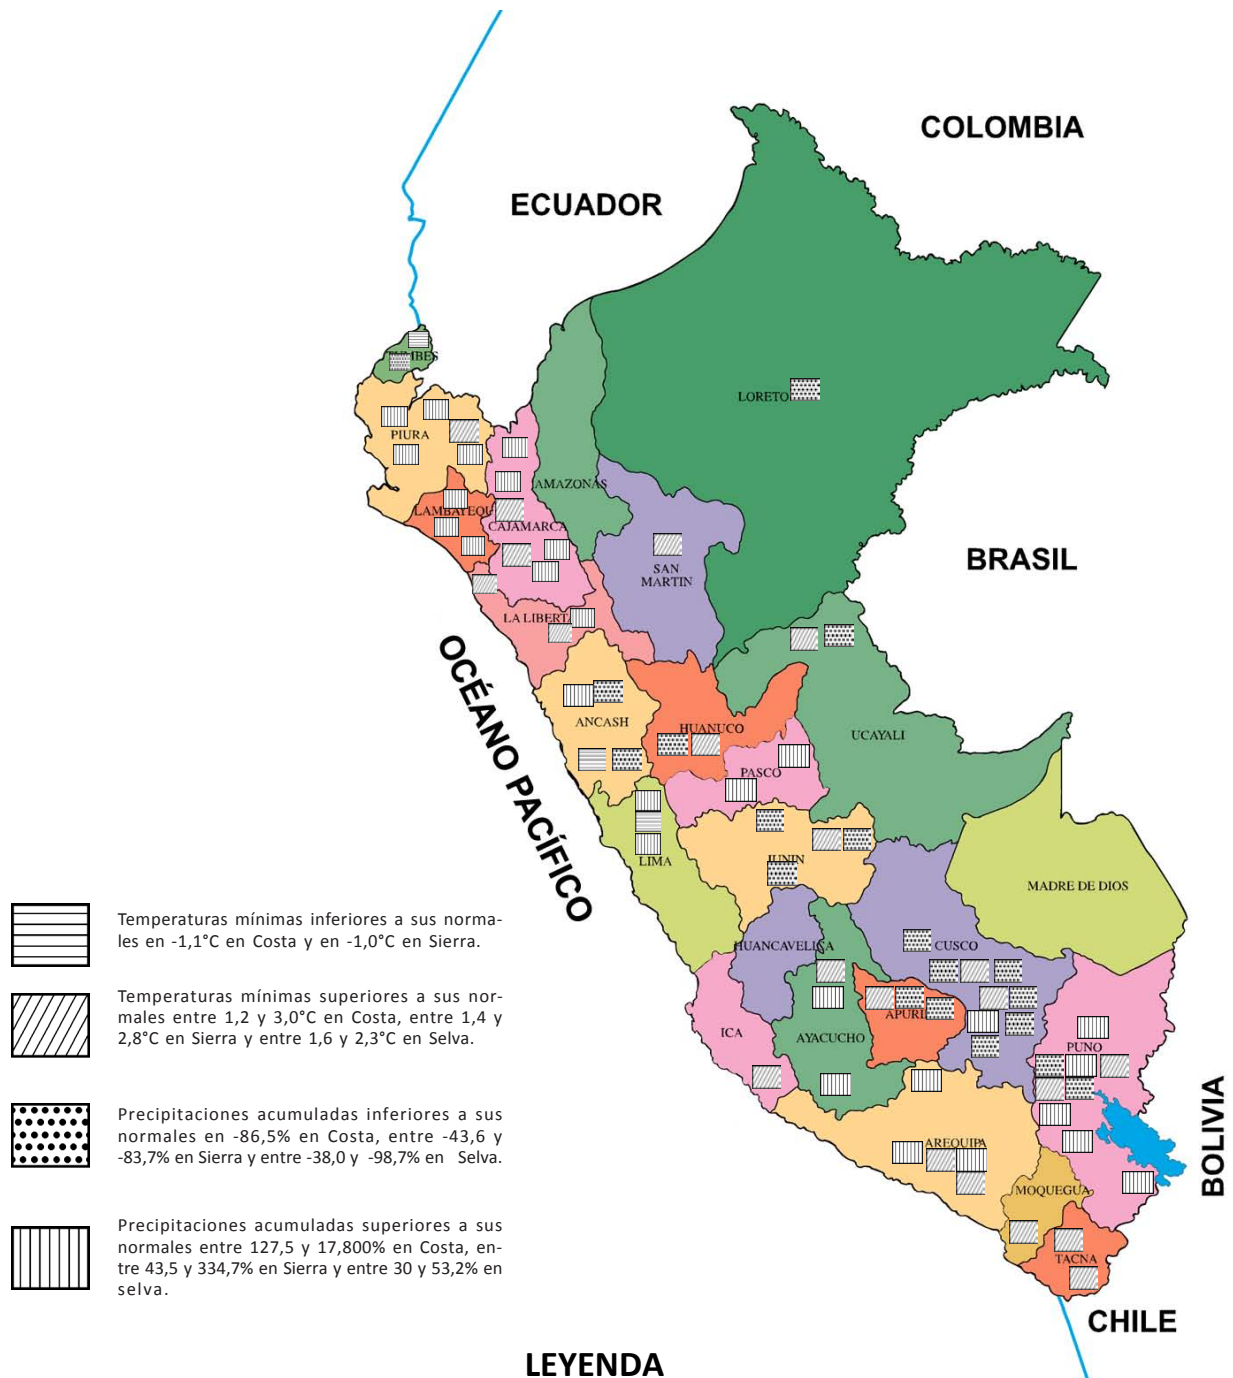 COLOMBIA
ECUADOR
TUMBES
LORETO
PIURA
AMAZONAS
LAMBAYEQU
CAJAMARCA
BRASIL
SAN
MARTIN
LA LIBERTA
OCÉANO PACÍFICO
ANCASH
HUANUCO
UCAYALI
PASCO
LIMA
JUNIN
MADRE DE DIOS
HUANCAVELICA
CUSCO
APURI
ICA
AYACUCHO
PUNO
AREQUIPA
BOLIVIA
MOQUEGUA
TACNA
CHILE
Temperaturas mínimas inferiores a sus norma-
les en -1,1°C en Costa y en -1,0°C en Sierra.
Temperaturas mínimas superiores a sus nor-
males entre 1,2 y 3,0°C en Costa, entre 1,4 y
2,8°C en Sierra y entre 1,6 y 2,3°C en Selva.
Precipitaciones acumuladas inferiores a sus
normales en -86,5% en Costa, entre -43,6 y
-83,7% en Sierra y entre -38,0 y -98,7% en Selva.
Precipitaciones acumuladas superiores a sus
normales entre 127,5 y 17,800% en Costa, en-
tre 43,5 y 334,7% en Sierra y entre 30 y 53,2% en
selva.
LEYENDA